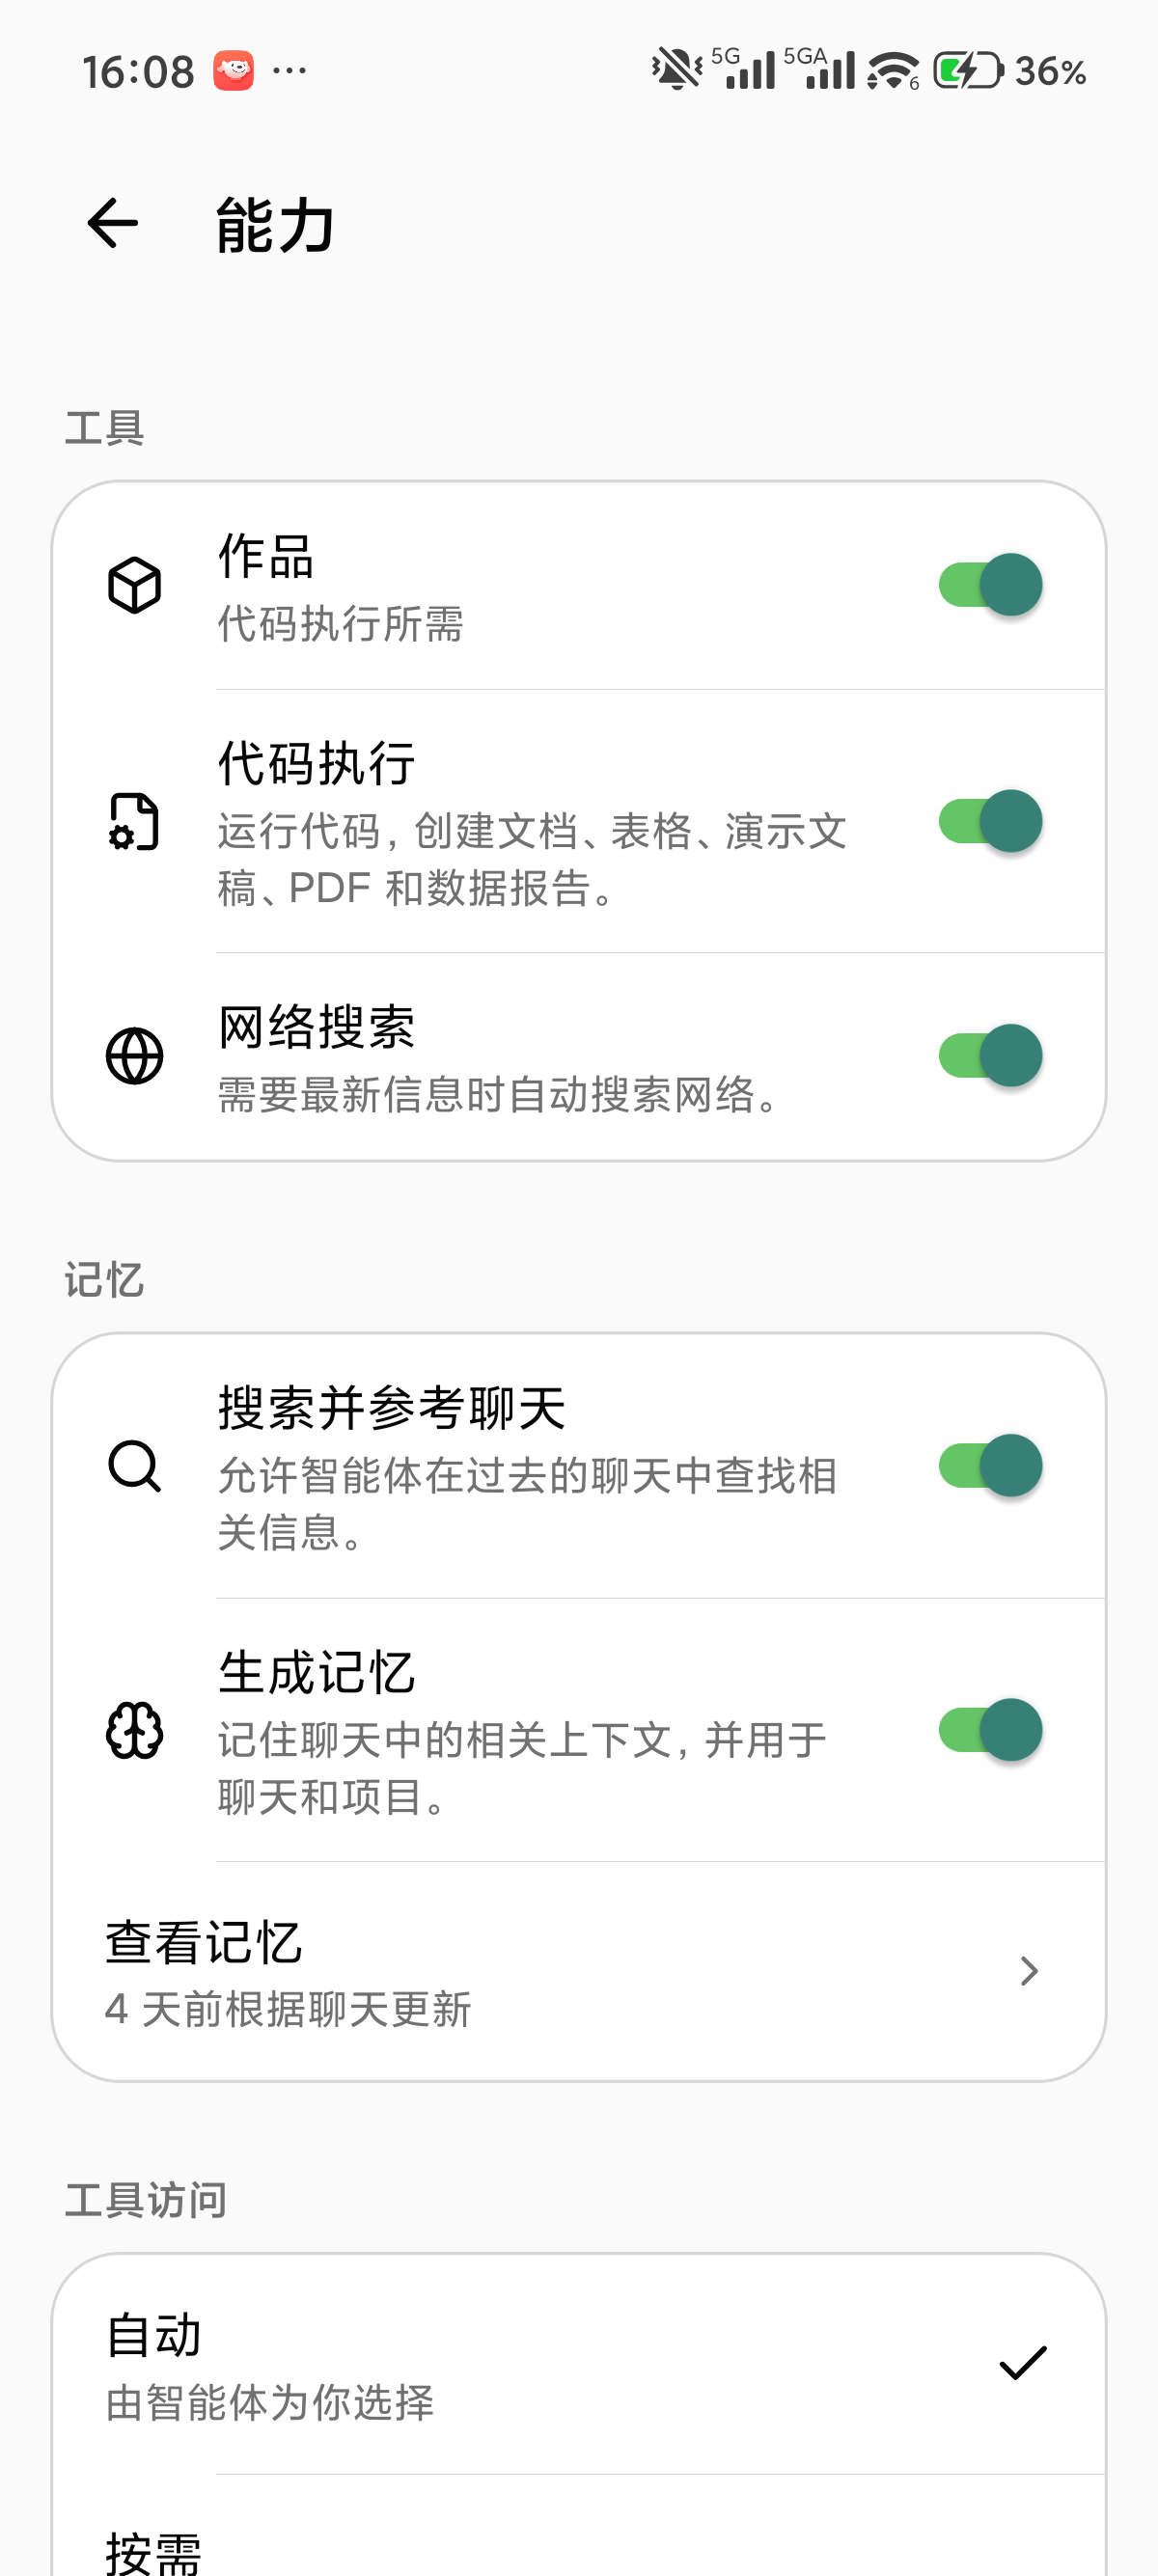 16:08 ··· 5G 5GA 6 36%
能力
工具
作品
代码执行所需
代码执行
运行代码，创建文档、表格、演示文
稿、PDF 和数据报告。
网络搜索
需要最新信息时自动搜索网络。
记忆
搜索并参考聊天
允许智能体在过去的聊天中查找相
关信息。
生成记忆
记住聊天中的相关上下文，并用于
聊天和项目。
查看记忆
4 天前根据聊天更新
工具访问
自动
由智能体为你选择
按需